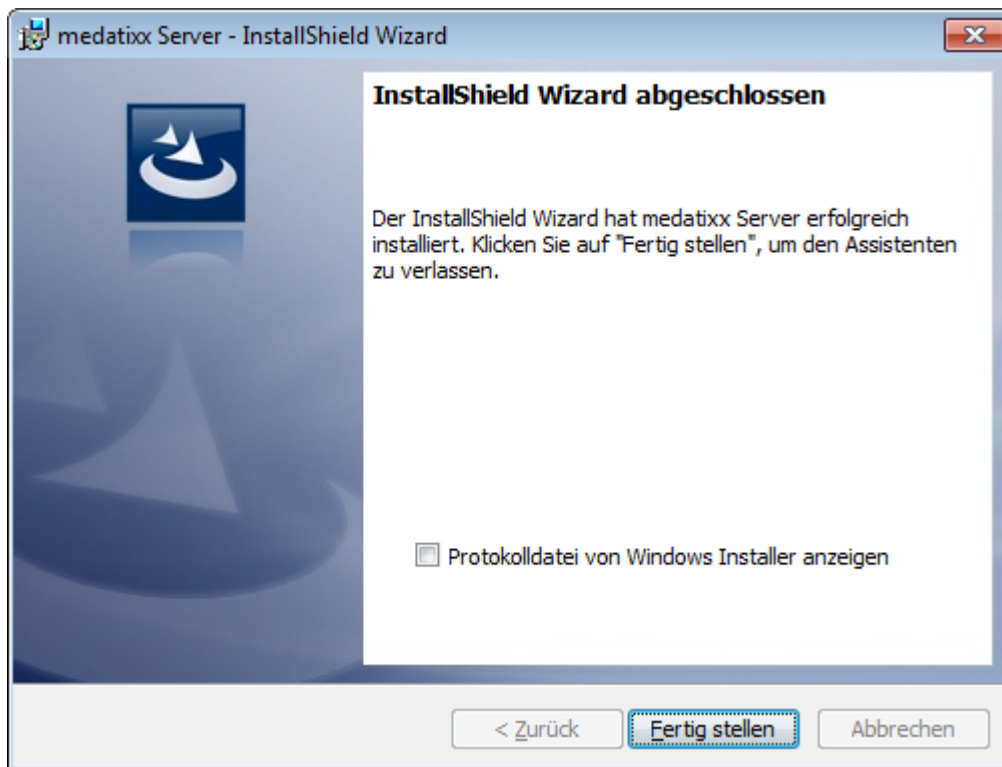 medatixx Server - InstallShield Wizard
InstallShield Wizard abgeschlossen
Der InstallShield Wizard hat medatixx Server erfolgreich
installiert. Klicken Sie auf "Fertig stellen", um den Assistenten
zu verlassen.
Protokolldatei von Windows Installer anzeigen
< Zurück
Fertig stellen
Abbrechen